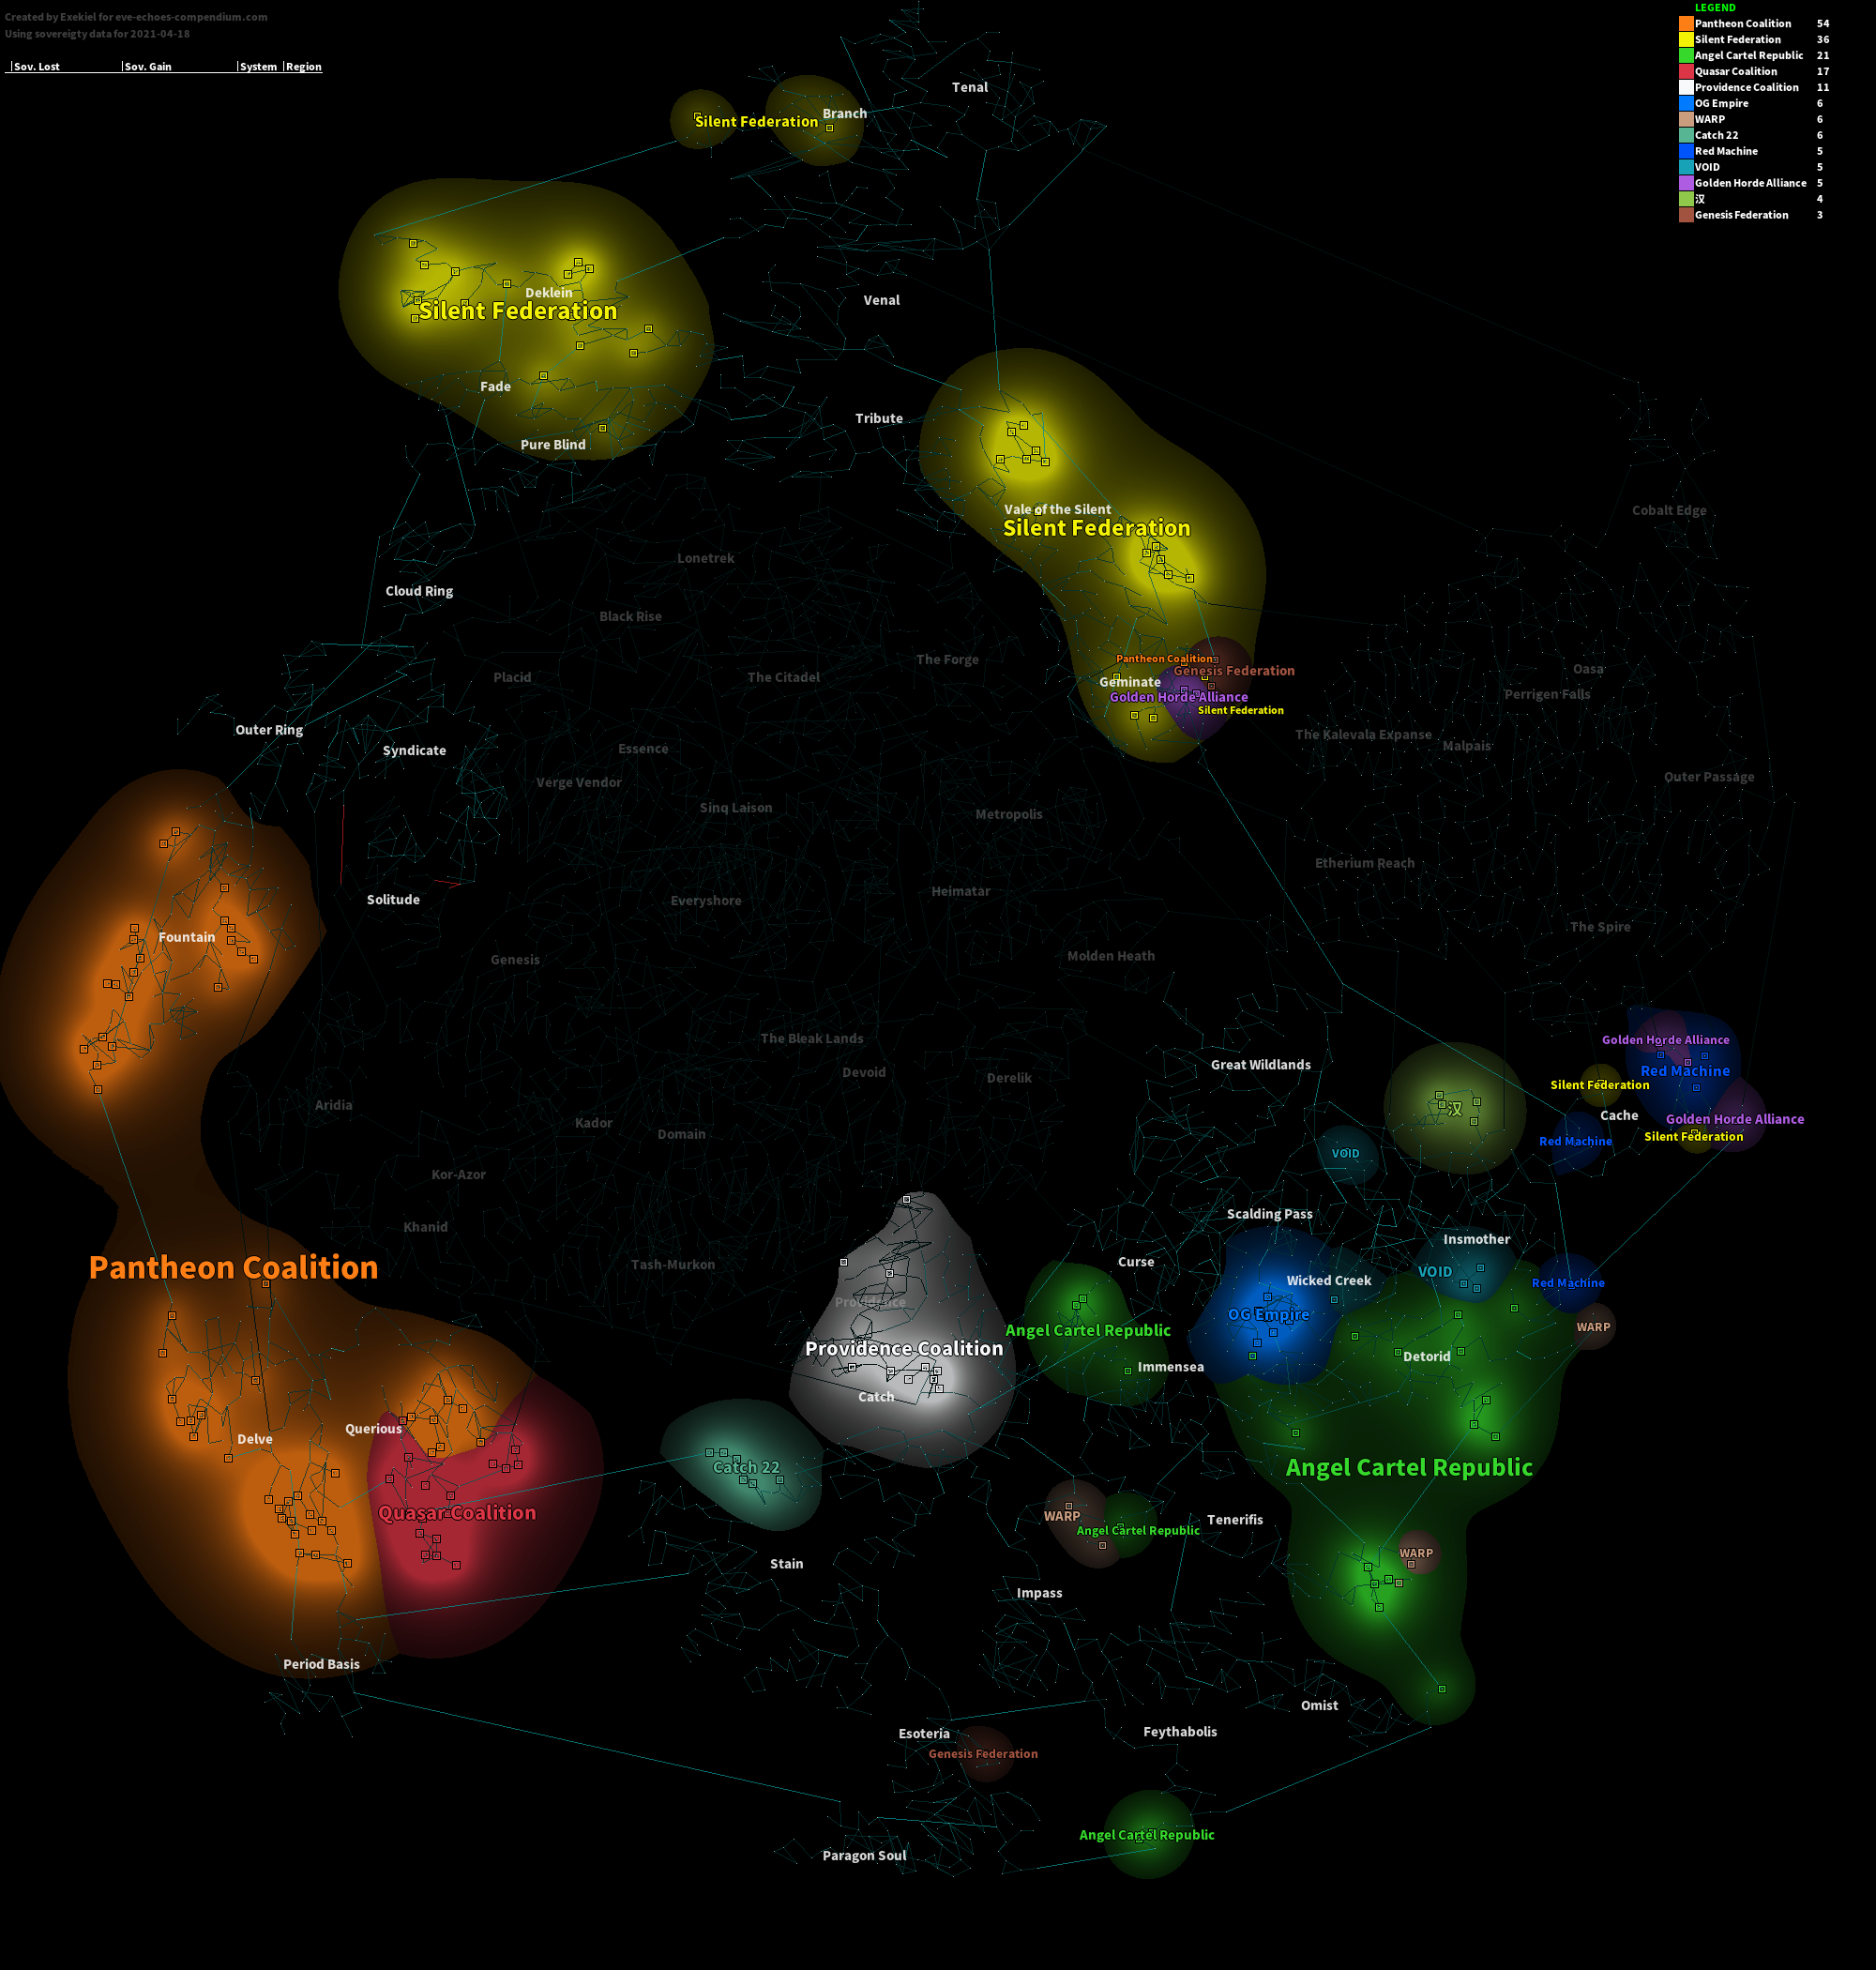 Created by Exekiel for eve-echoes-compendium.com
Using sovereigty data for 2021-04-18
Sov. Lost Sov. Gain System Region
LEGEND
Pantheon Coalition 54
Silent Federation 36
Angel Cartel Republic 21
Quasar Coalition 17
Providence Coalition 11
OG Empire 6
WARP 6
Catch 22 6
Red Machine 5
VOID 5
Golden Horde Alliance 5
汉 4
Genesis Federation 3
Tenal
Branch
Silent Federation
Deklein
Silent Federation
Venal
Fade
Tribute
Pure Blind
Vale of the Silent
Silent Federation
Cobalt Edge
Lonetrek
Cloud Ring
Black Rise
The Forge
Pantheon Coalition
Genesis Federation
Oasa
Placid
The Citadel
Geminate
Golden Horde Alliance
Perrigen Falls
Silent Federation
Outer Ring
The Kalevala Expanse
Malpais
Syndicate
Essence
Outer Passage
Verge Vendor
Sinq Laison
Metropolis
Etherium Reach
Heimatar
Solitude
Everyshore
The Spire
Fountain
Molden Heath
Genesis
The Bleak Lands
Golden Horde Alliance
Great Wildlands
Red Machine
Devoid
Derelik
Silent Federation
Aridia
汉
Cache
Golden Horde Alliance
Kador
Domain
Silent Federation
Red Machine
VOID
Kor-Azor
Scalding Pass
Khanid
Insmother
Pantheon Coalition
Tash-Murkon
Curse
VOID
Wicked Creek
Red Machine
Providence
OG Empire
WARP
Angel Cartel Republic
Providence Coalition
Detorid
Immensea
Catch
Querious
Delve
Catch 22
Angel Cartel Republic
Quasar Coalition
WARP
Tenerifis
Angel Cartel Republic
WARP
Stain
Impass
Period Basis
Omist
Esoteria
Feythabolis
Genesis Federation
Angel Cartel Republic
Paragon Soul